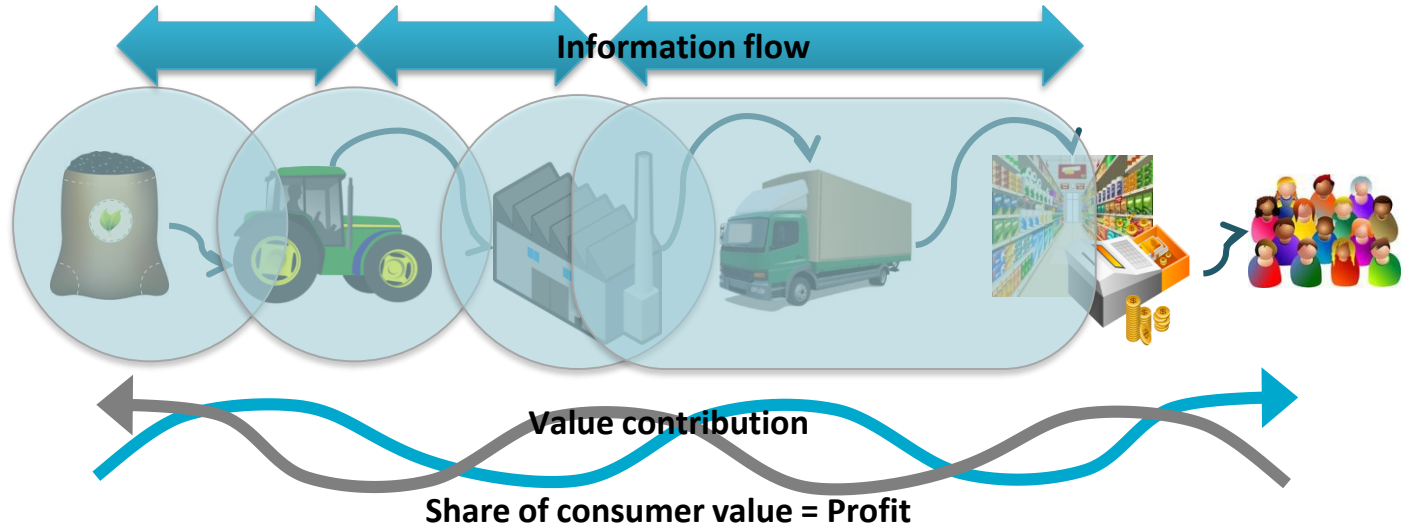 Information flow
Value contribution
Share of consumer value = Profit